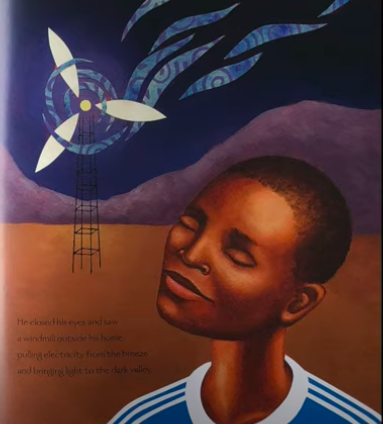 He closed his eyes and saw
a windmill outside his home,
pulling electricity from the breeze
and bringing light to the dark valley.